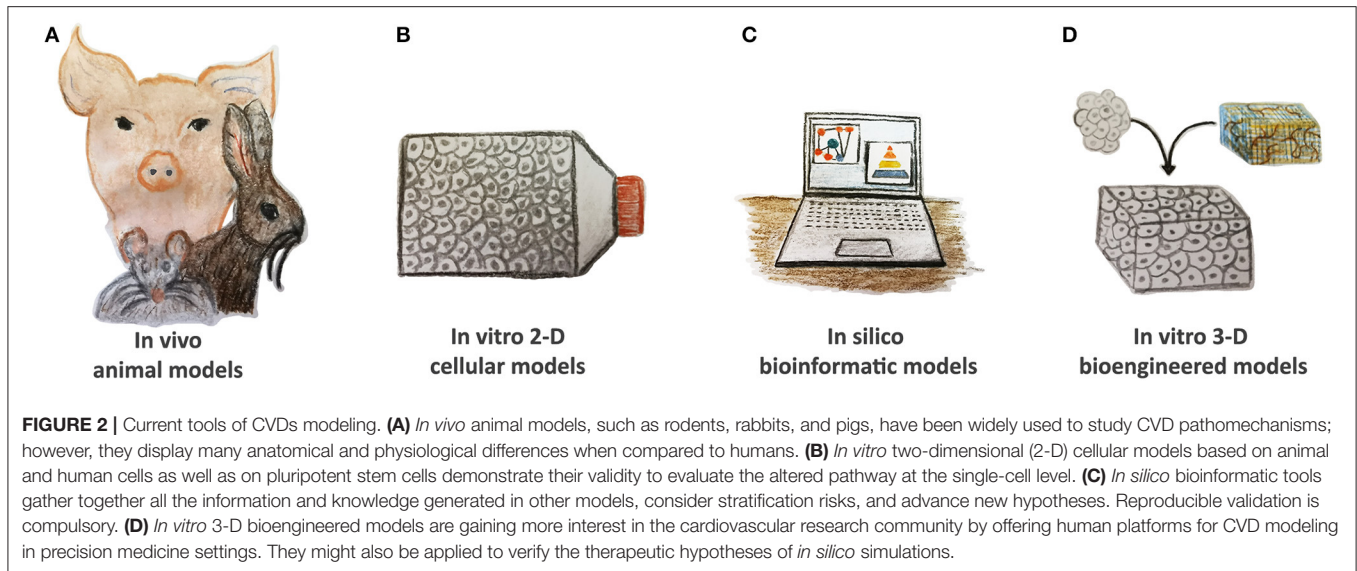 A
B
C
D
In vivo
animal models
In vitro 2-D
cellular models
In silico
bioinformatic models
In vitro 3-D
bioengineered models
FIGURE 2 | Current tools of CVDs modeling. (A) In vivo animal models, such as rodents, rabbits, and pigs, have been widely used to study CVD pathomechanisms;
however, they display many anatomical and physiological differences when compared to humans. (B) In vitro two-dimensional (2-D) cellular models based on animal
and human cells as well as on pluripotent stem cells demonstrate their validity to evaluate the altered pathway at the single-cell level. (C) In silico bioinformatic tools
gather together all the information and knowledge generated in other models, consider stratification risks, and advance new hypotheses. Reproducible validation is
compulsory. (D) In vitro 3-D bioengineered models are gaining more interest in the cardiovascular research community by offering human platforms for CVD modeling
in precision medicine settings. They might also be applied to verify the therapeutic hypotheses of in silico simulations.